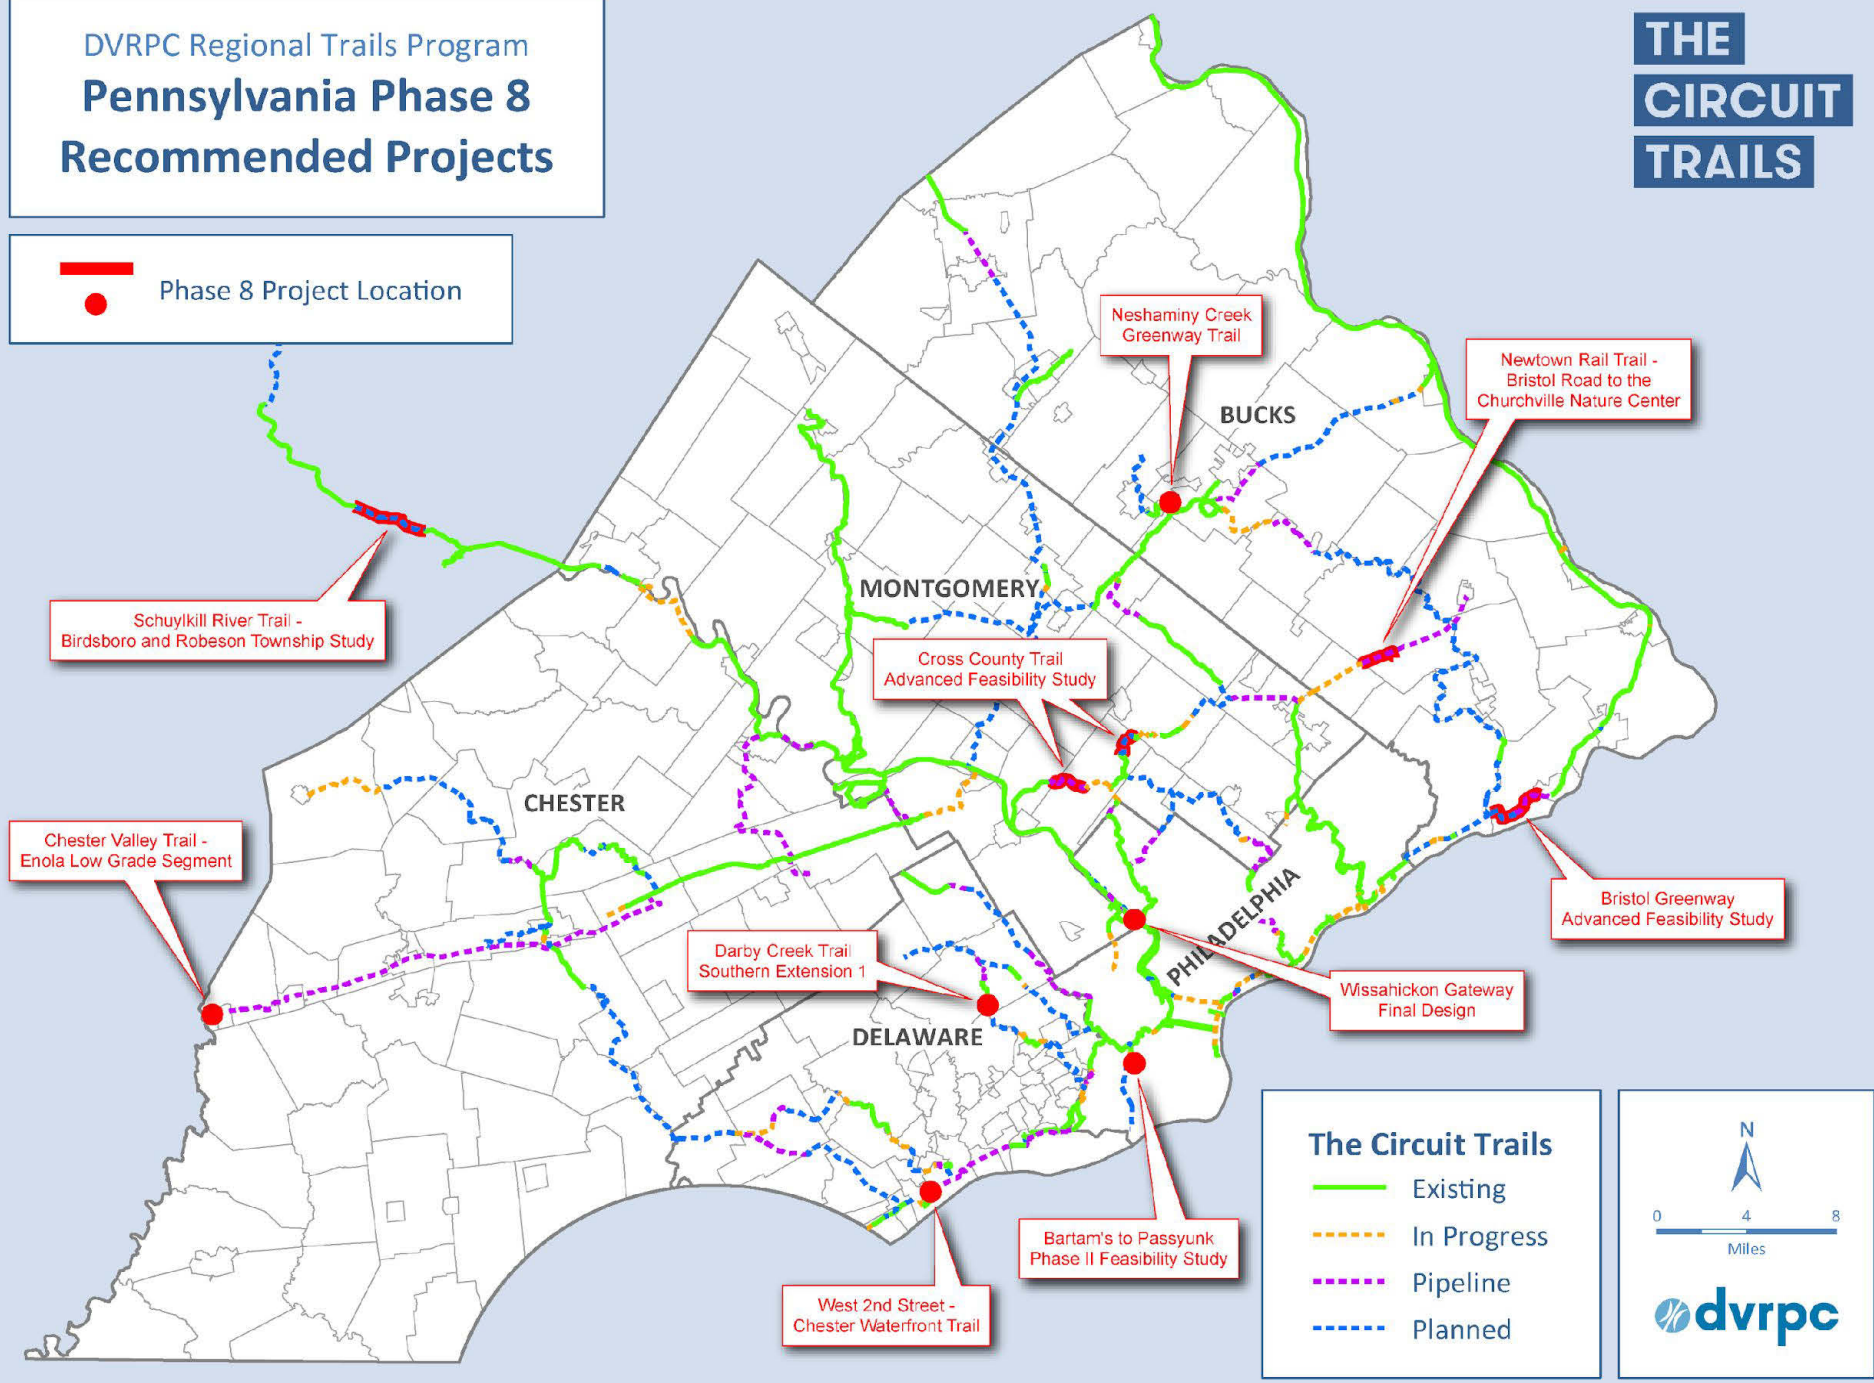 DVRPC Regional Trails Program
Pennsylvania Phase 8
Recommended Projects
THE
CIRCUIT
TRAILS
Phase 8 Project Location
Neshaminy Creek
Greenway Trail
Newtown Rail Trail -
Bristol Road to the
Churchville Nature Center
BUCKS
Schuylkill River Trail -
Birdsboro and Robeson Township Study
MONTGOMERY
Cross County Trail
Advanced Feasibility Study
CHESTER
Chester Valley Trail -
Enola Low Grade Segment
Bristol Greenway
Advanced Feasibility Study
PHILADELPHIA
Darby Creek Trail
Southern Extension 1
Wissahickon Gateway
Final Design
DELAWARE
Bartam's to Passyunk
Phase II Feasibility Study
West 2nd Street -
Chester Waterfront Trail
The Circuit Trails
Existing
In Progress
Pipeline
Planned
N
0 4 8
Miles
dvrpc